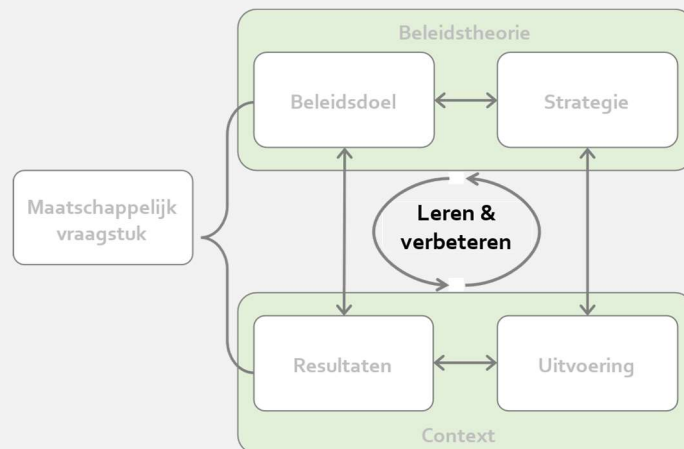 Beleidstheorie
Beleidsdoel
Strategie
Maatschappelijk
vraagstuk
Leren &
verbeteren
Resultaten
Uitvoering
Context